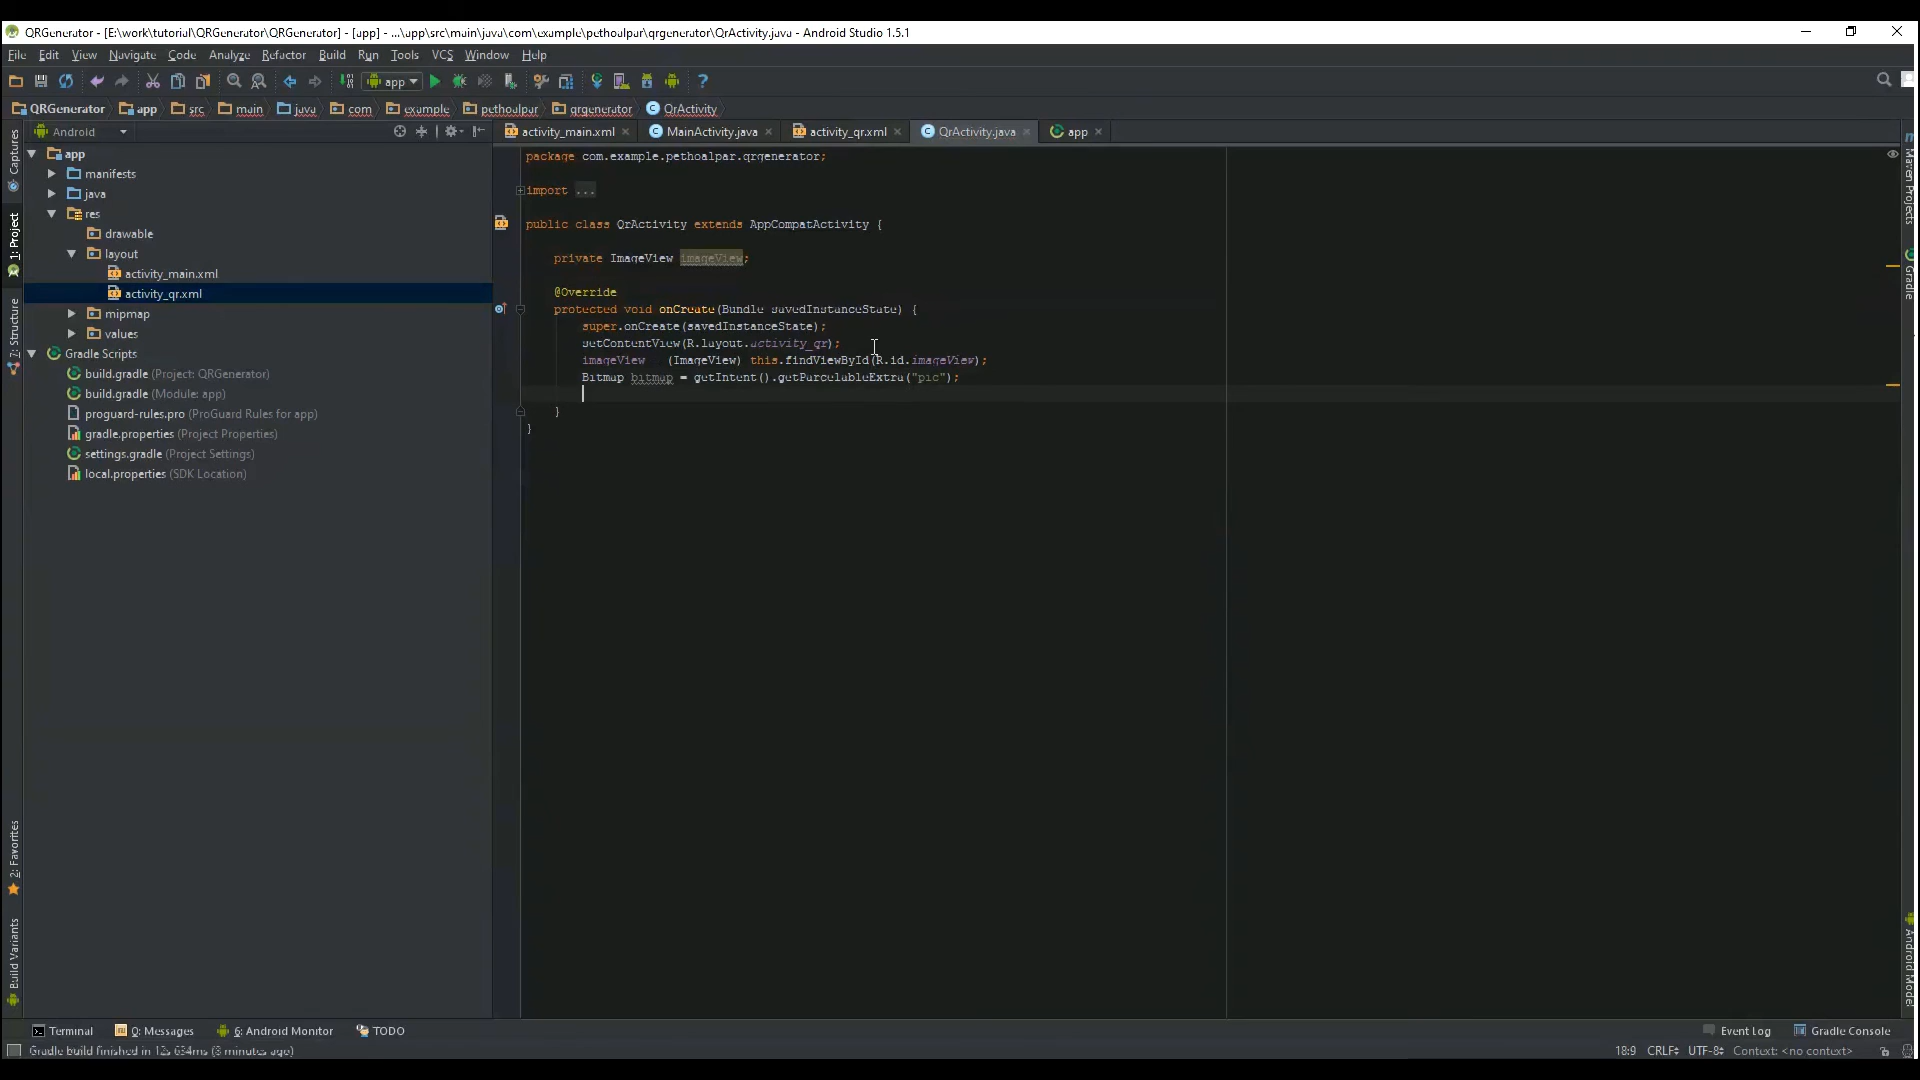 QRGenerator - [E:\work\tutorial\QRGenerator\QRGenerator] - [app] - ...\app\src\main\java\com\example\pethoalpar\qrgenerator\QrActivity.java - Android Studio 1.5.1
File Edit View Navigate Code Analyze Refactor Build Run Tools VCS Window Help
app
QRGenerator app src main java com example pethoalpar qrgenerator QrActivity
Android
activity_main.xml MainActivity.java activity_qr.xml QrActivity.java app
app
manifests
java
res
drawable
layout
activity_main.xml
activity_qr.xml
mipmap
values
Gradle Scripts
build.gradle (Project: QRGenerator)
build.gradle (Module: app)
proguard-rules.pro (ProGuard Rules for app)
gradle.properties (Project Properties)
settings.gradle (Project Settings)
local.properties (SDK Location)
package com.example.pethoalpar.qrgenerator;
import ...
public class QrActivity extends AppCompatActivity {
private ImageView imageView;
@Override
protected void onCreate(Bundle savedInstanceState) {
super.onCreate(savedInstanceState);
setContentView(R.layout.activity_qr);
imageView (ImageView) this.findViewById(R.id.imageView);
Bitmap bitmap = getIntent().getParcelableExtra("pic");
}
}
Captures
1: Project
7: Structure
2: Favorites
Build Variants
Maven Projects
Gradle
Android Model
Terminal 0: Messages 6: Android Monitor TODO
Event Log Gradle Console
Gradle build finished in 12s 634ms (8 minutes ago)
18:9 CRLF UTF-8 Context: <no context>